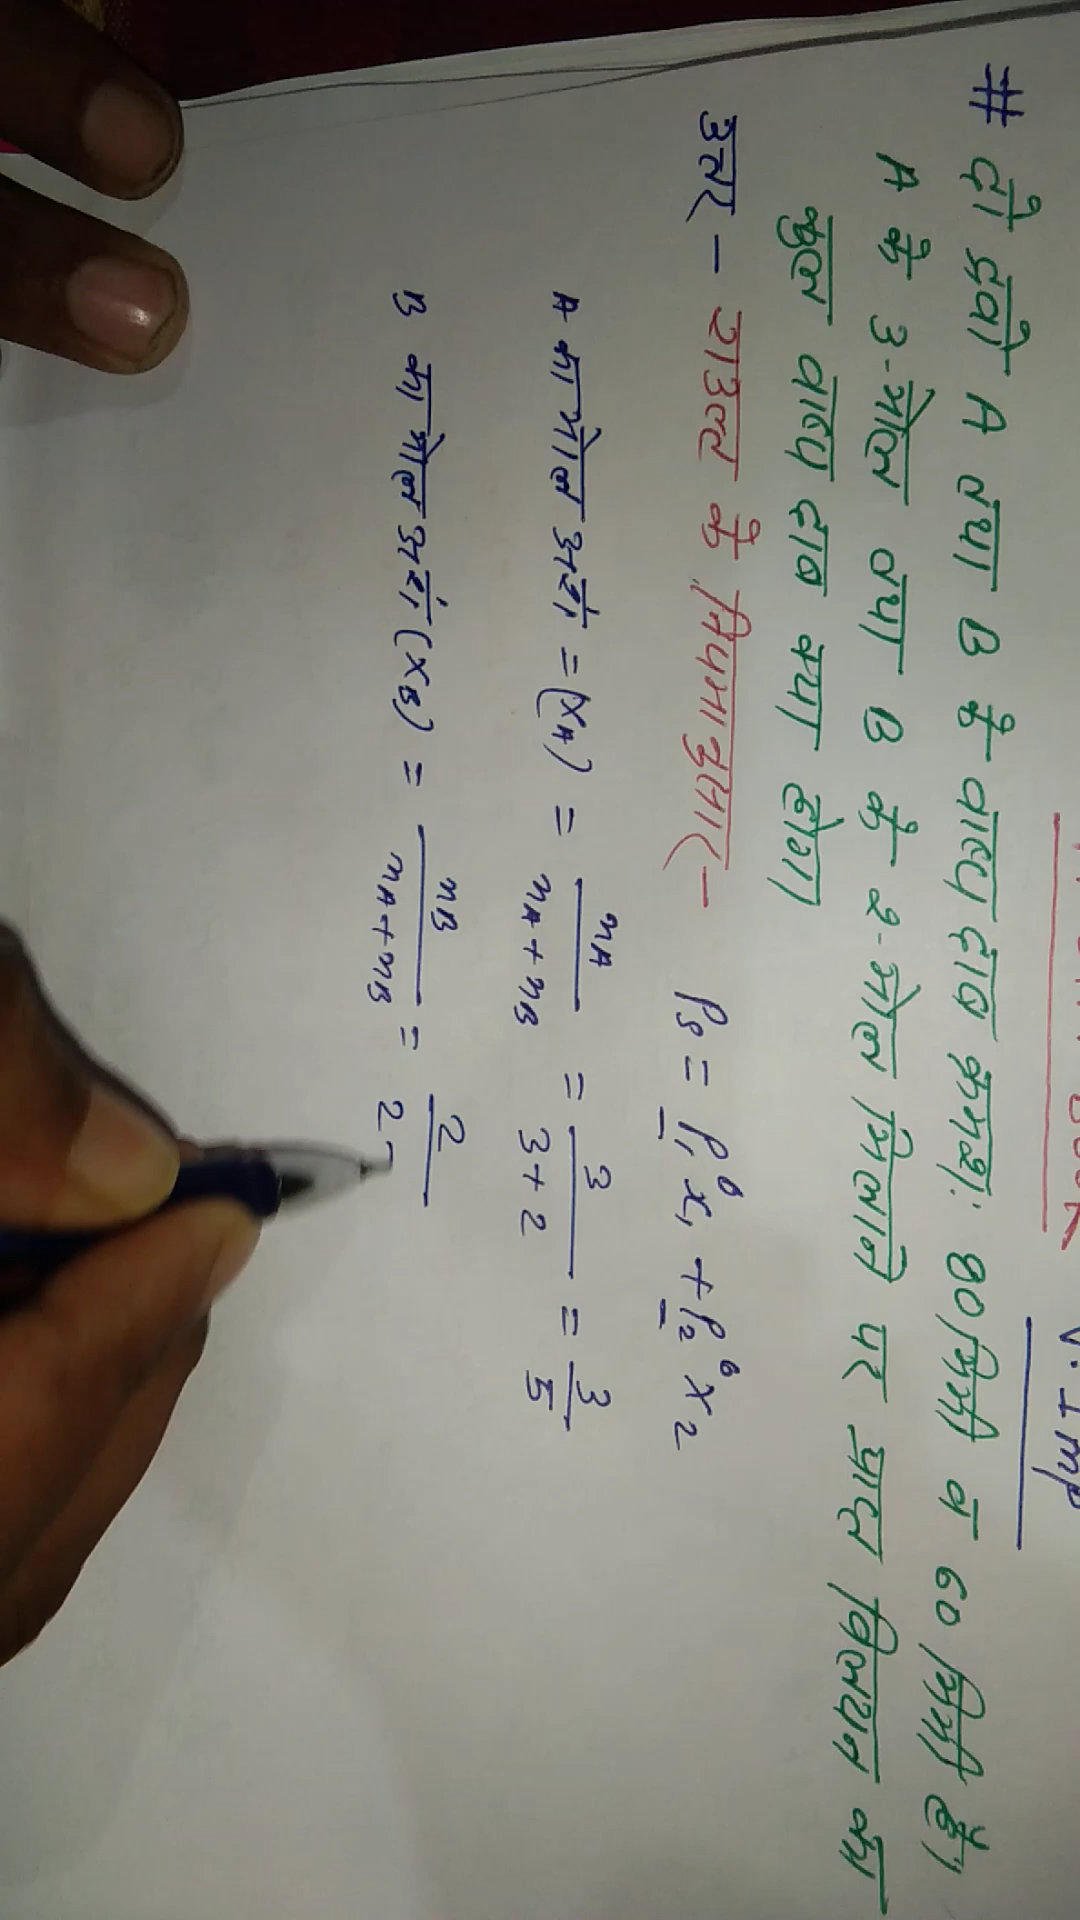 V. Imp
# दो द्रवो A तथा B के वाष्प दाब क्रमश: 80 मिमी व 60 मिमी है।
A के 3-मोल तथा B के 2-मोल मिलाने पर प्राप्त विलयन का
कुल वाष्प दाब क्या होगा
उत्तर - राउल्ट के नियमानुसार- Ps = P₁⁰ x₁ + P₂⁰ x₂
A का मोल अंश = (XA) = nA / nA + nB = 3 / 3+2 = 3/5
B का मोल अंश (XB) = nB / nA + nB = 2 / 2